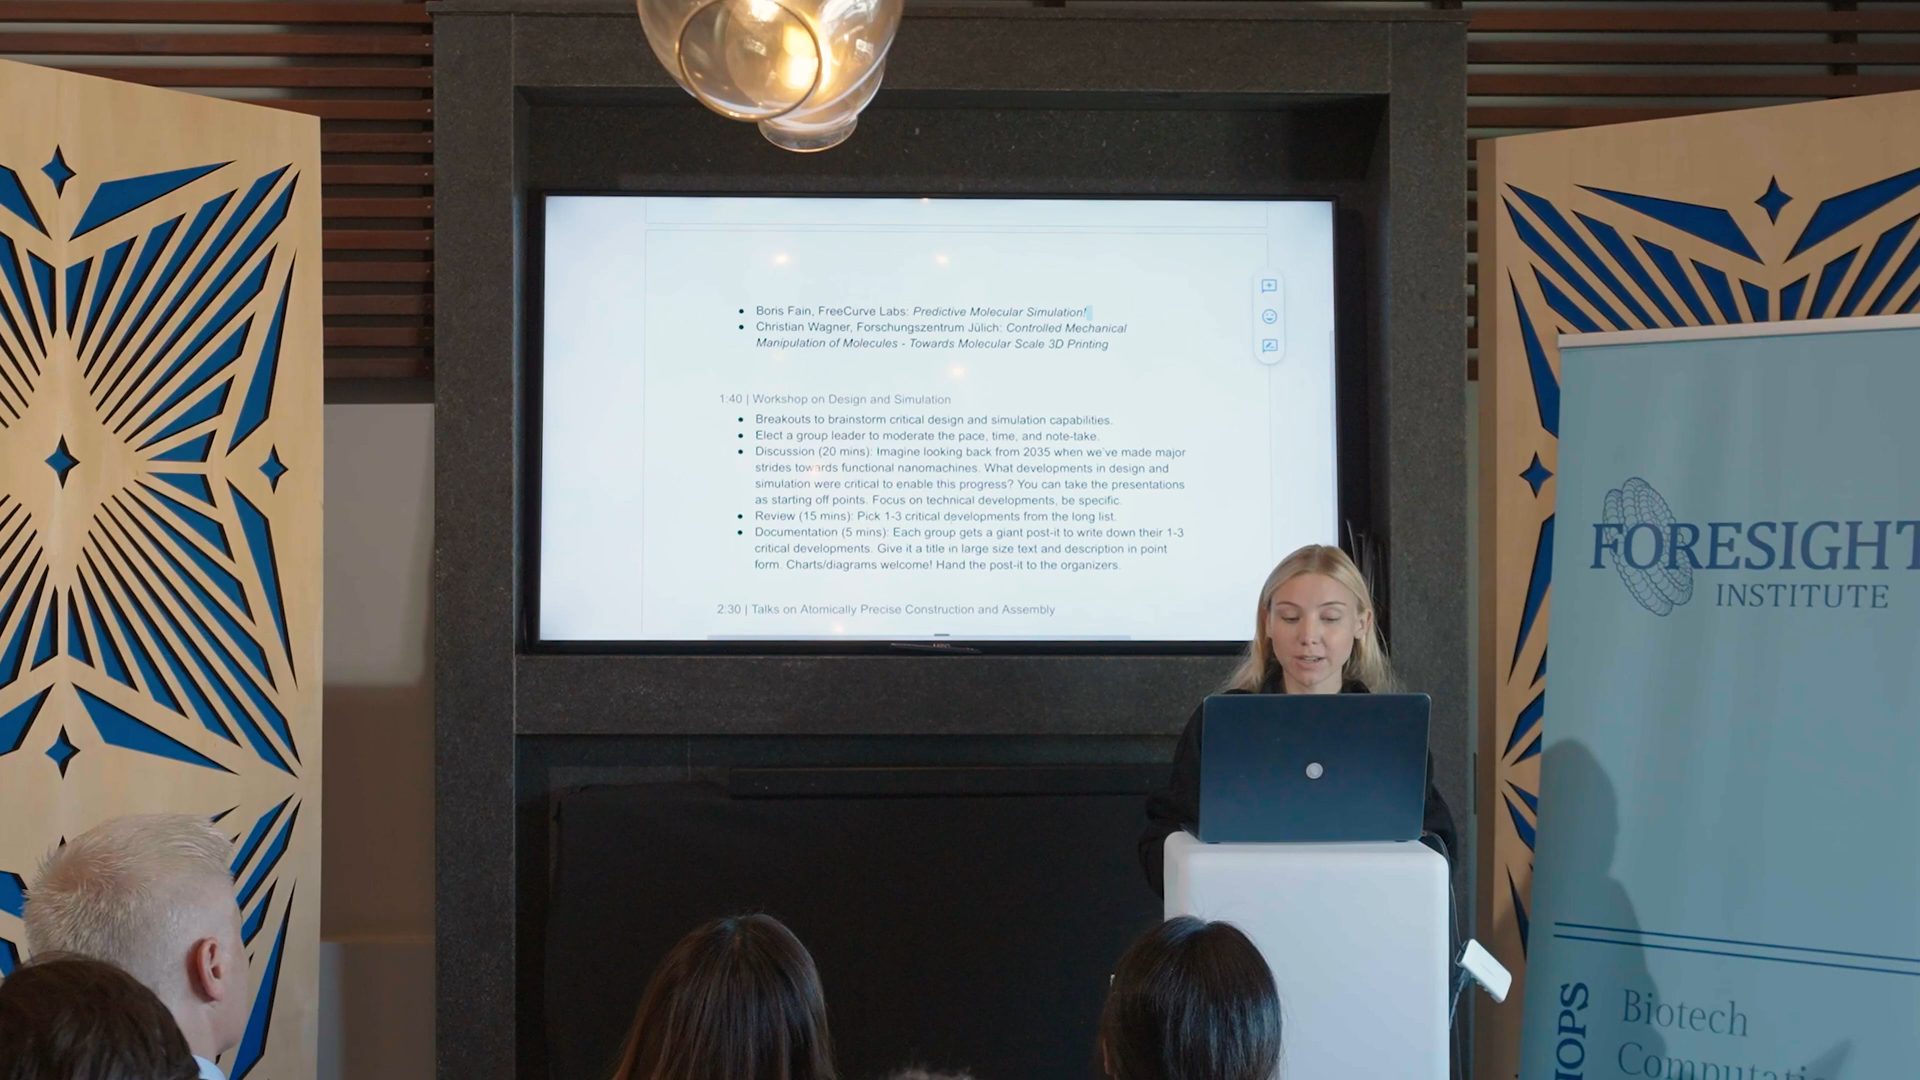 • Boris Fain, FreeCurve Labs: Predictive Molecular Simulation!
• Christian Wagner, Forschungszentrum Jülich: Controlled Mechanical
Manipulation of Molecules - Towards Molecular Scale 3D Printing
1:40 | Workshop on Design and Simulation
• Breakouts to brainstorm critical design and simulation capabilities.
• Elect a group leader to moderate the pace, time, and note-take.
• Discussion (20 mins): Imagine looking back from 2035 when we've made major
strides towards functional nanomachines. What developments in design and
simulation were critical to enable this progress? You can take the presentations
as starting off points. Focus on technical developments, be specific.
• Review (15 mins): Pick 1-3 critical developments from the long list.
• Documentation (5 mins): Each group gets a giant post-it to write down their 1-3
critical developments. Give it a title in large size text and description in point
form. Charts/diagrams welcome! Hand the post-it to the organizers.
2:30 | Talks on Atomically Precise Construction and Assembly
FORESIGHT
INSTITUTE
Biotech